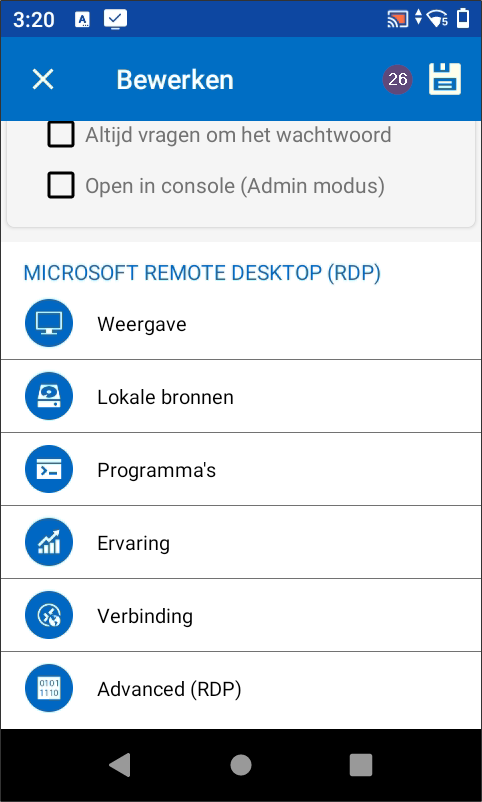 3:20
A
5
Bewerken
26
Altijd vragen om het wachtwoord
Open in console (Admin modus)
MICROSOFT REMOTE DESKTOP (RDP)
Weergave
Lokale bronnen
Programma's
Ervaring
Verbinding
0101
1110
Advanced (RDP)